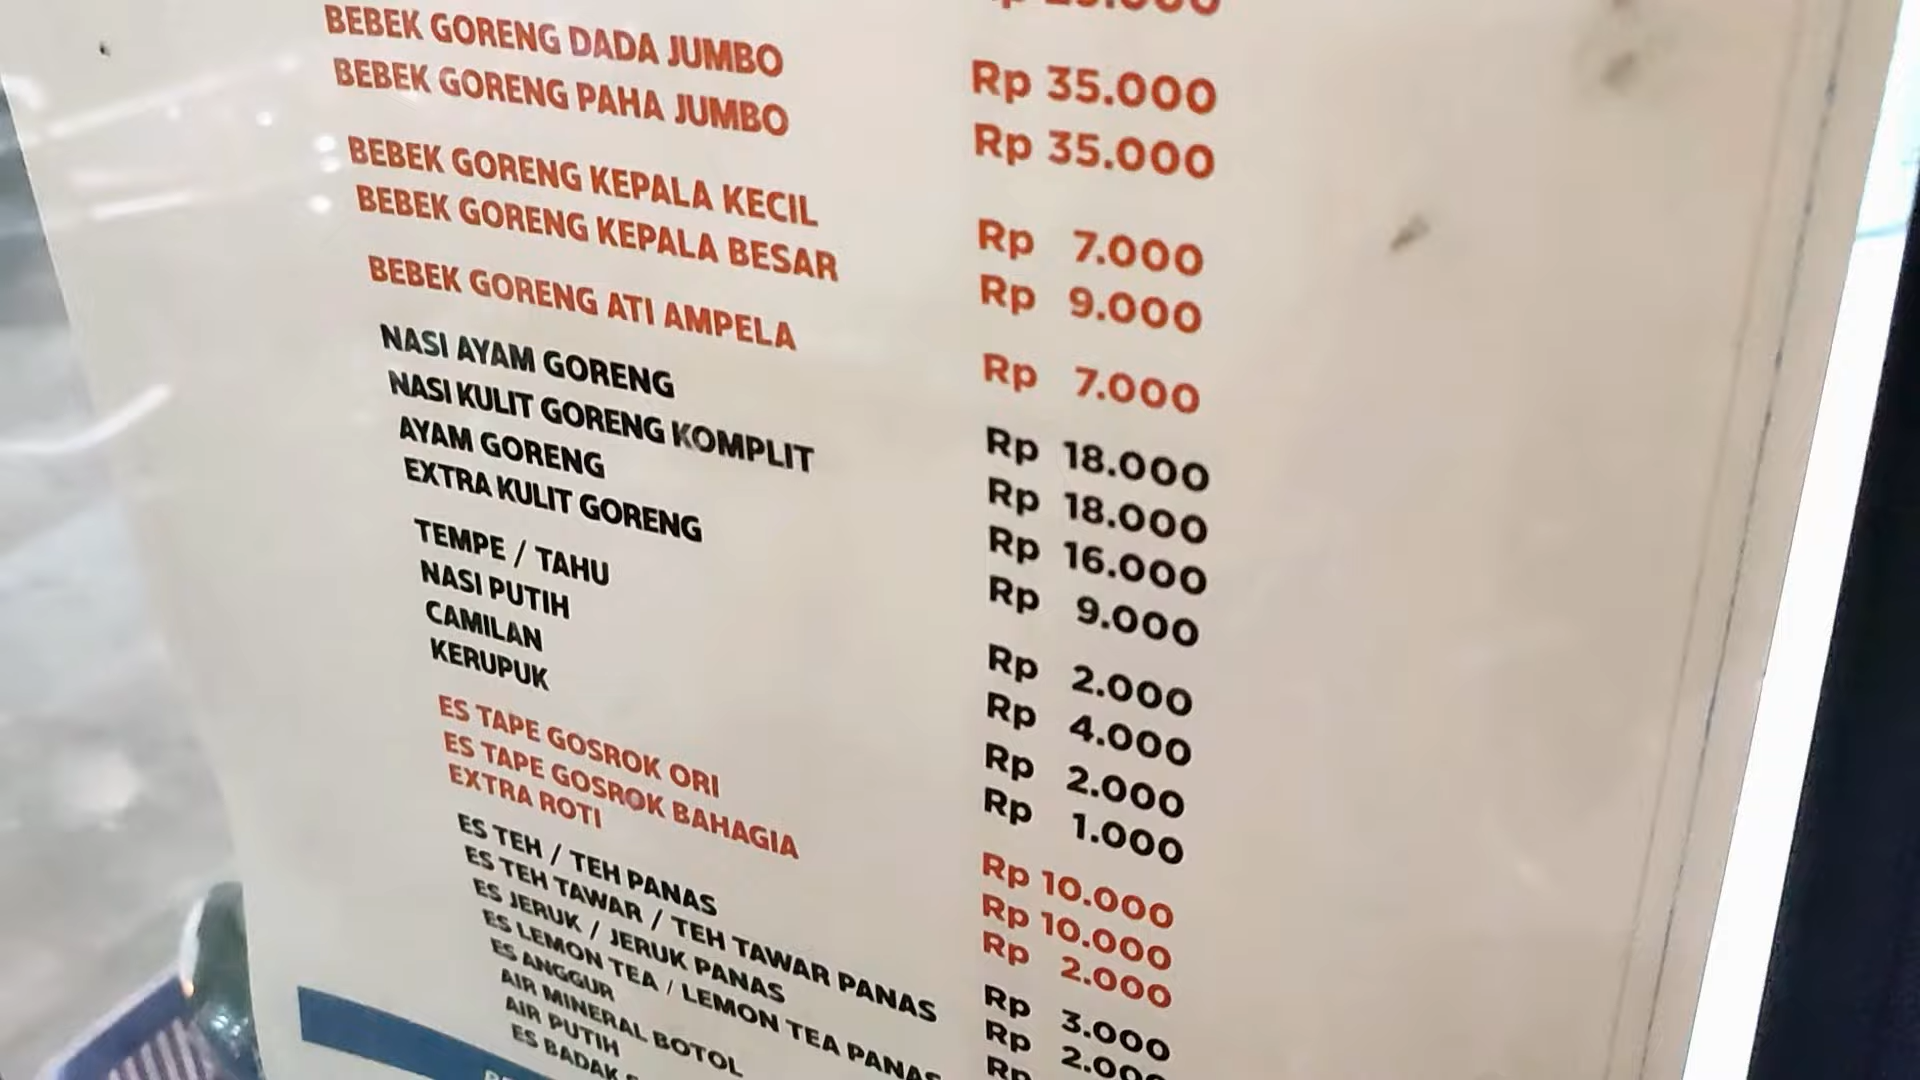 BEBEK GORENG DADA JUMBO Rp 35.000
BEBEK GORENG PAHA JUMBO Rp 35.000
BEBEK GORENG KEPALA KECIL Rp 7.000
BEBEK GORENG KEPALA BESAR Rp 9.000
BEBEK GORENG ATI AMPELA Rp 7.000
NASI AYAM GORENG Rp 18.000
NASI KULIT GORENG KOMPLIT Rp 18.000
AYAM GORENG Rp 16.000
EXTRA KULIT GORENG Rp 9.000
TEMPE / TAHU Rp 2.000
NASI PUTIH Rp 4.000
CAMILAN Rp 2.000
KERUPUK Rp 1.000
ES TAPE GOSROK ORI Rp 10.000
ES TAPE GOSROK BAHAGIA Rp 10.000
EXTRA ROTI Rp 2.000
ES TEH / TEH PANAS Rp 3.000
ES TEH TAWAR / TEH TAWAR PANAS Rp 2.000
ES JERUK / JERUK PANAS Rp
ES LEMON TEA / LEMON TEA PANAS
ES ANGGUR
AIR MINERAL BOTOL
AIR PUTIH
ES BADAK